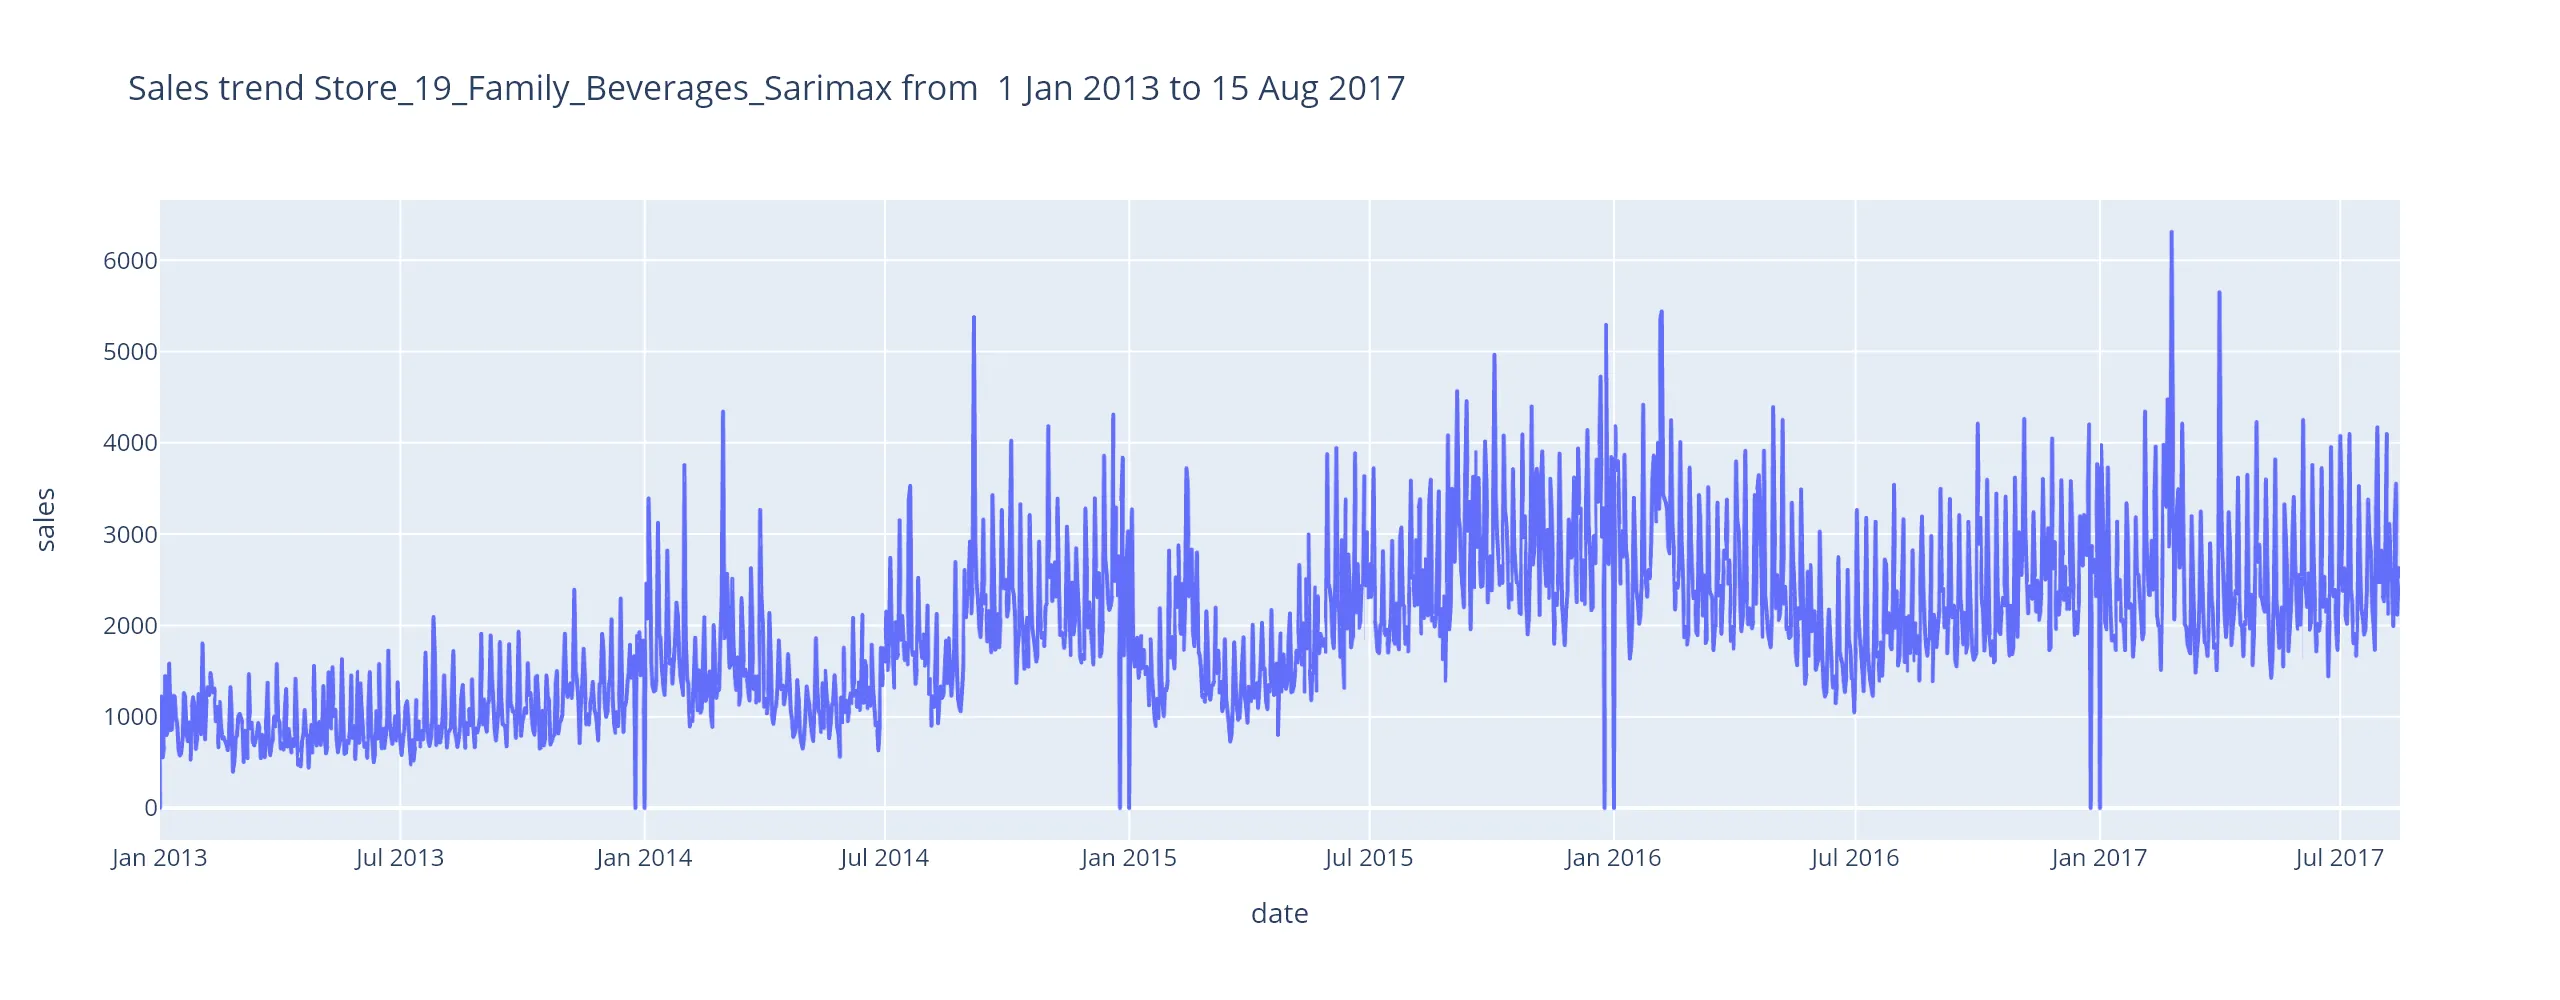 Sales trend Store_19_Family_Beverages_Sarimax from  1 Jan 2013 to 15 Aug 2017
6000
5000
4000
3000
2000
1000
0
sales
Jan 2013 Jul 2013 Jan 2014 Jul 2014 Jan 2015 Jul 2015 Jan 2016 Jul 2016 Jan 2017 Jul 2017
date